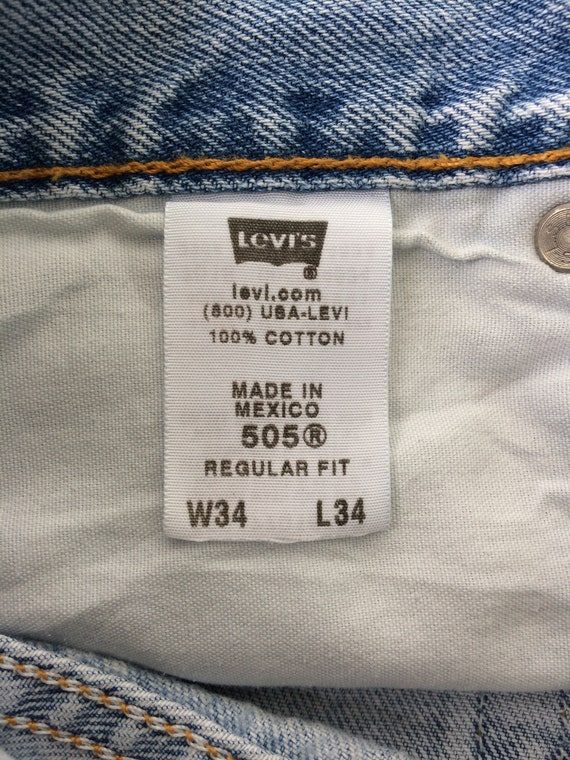 LEVI'S
®
levi.com
(800) USA-LEVI
100% COTTON
MADE IN
MEXICO
505®
REGULAR FIT
W34 L34